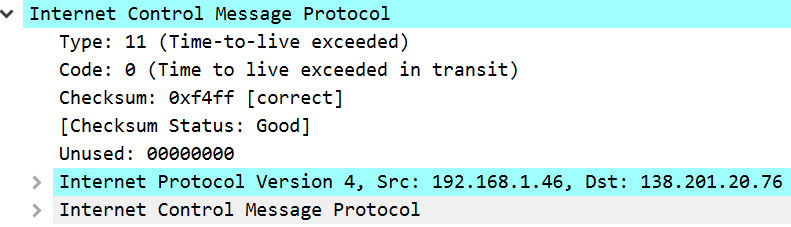 Internet Control Message Protocol
Type: 11 (Time-to-live exceeded)
Code: 0 (Time to live exceeded in transit)
Checksum: 0xf4ff [correct]
[Checksum Status: Good]
Unused: 00000000
Internet Protocol Version 4, Src: 192.168.1.46, Dst: 138.201.20.76
Internet Control Message Protocol